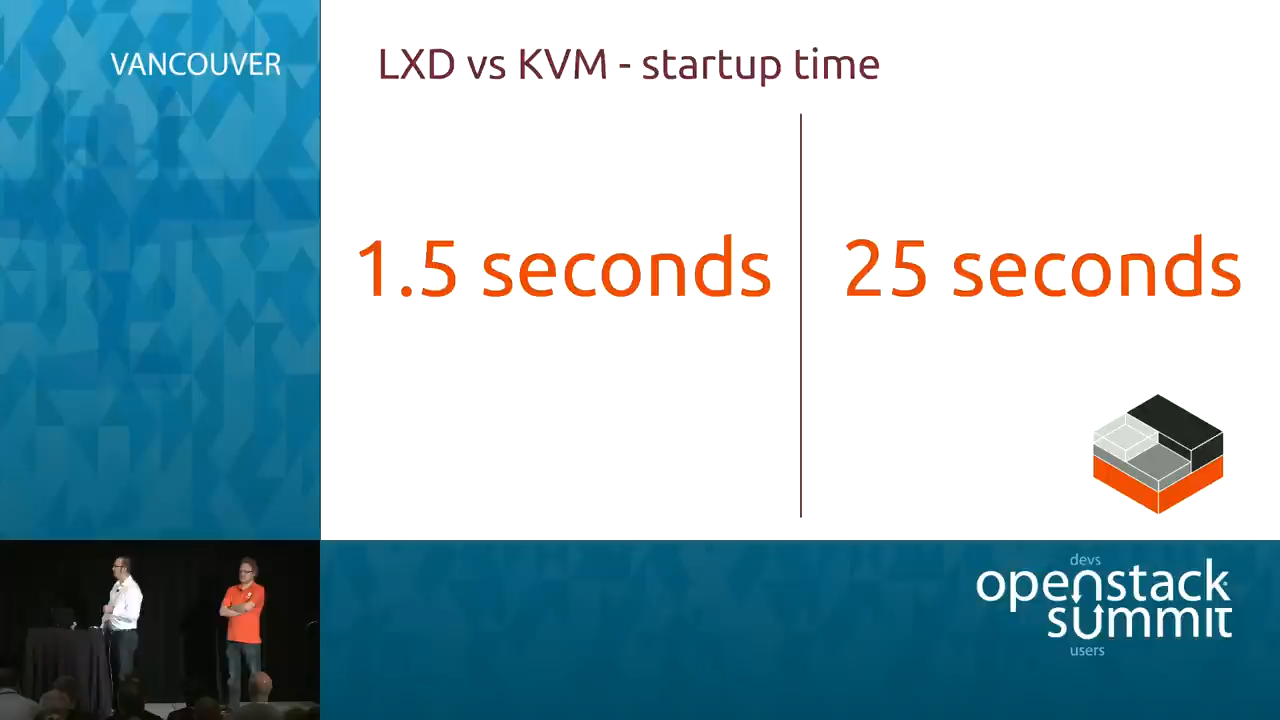 VANCOUVER
LXD vs KVM - startup time
1.5 seconds
25 seconds
devs
openstack
summit
users